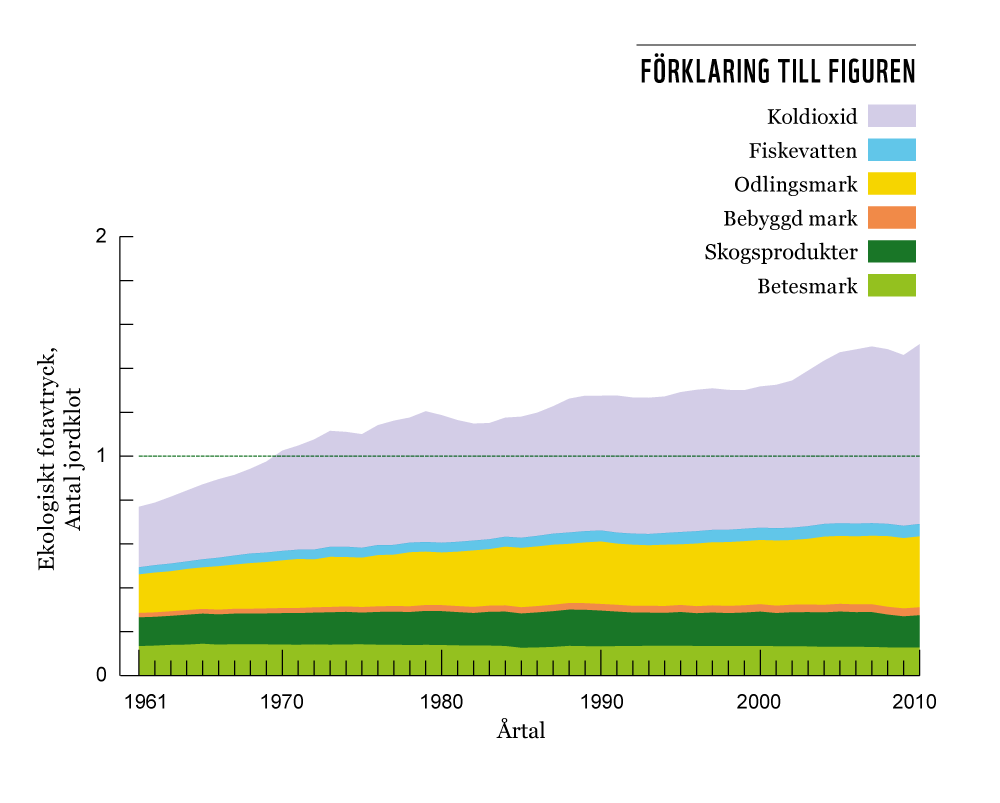 FÖRKLARING TILL FIGUREN
Koldioxid
Fiskevatten
Odlingsmark
Bebyggd mark
Skogsprodukter
Betesmark
Ekologiskt fotavtryck,
Antal jordklot
2
1
0
1961 1970 1980 1990 2000 2010
Årtal